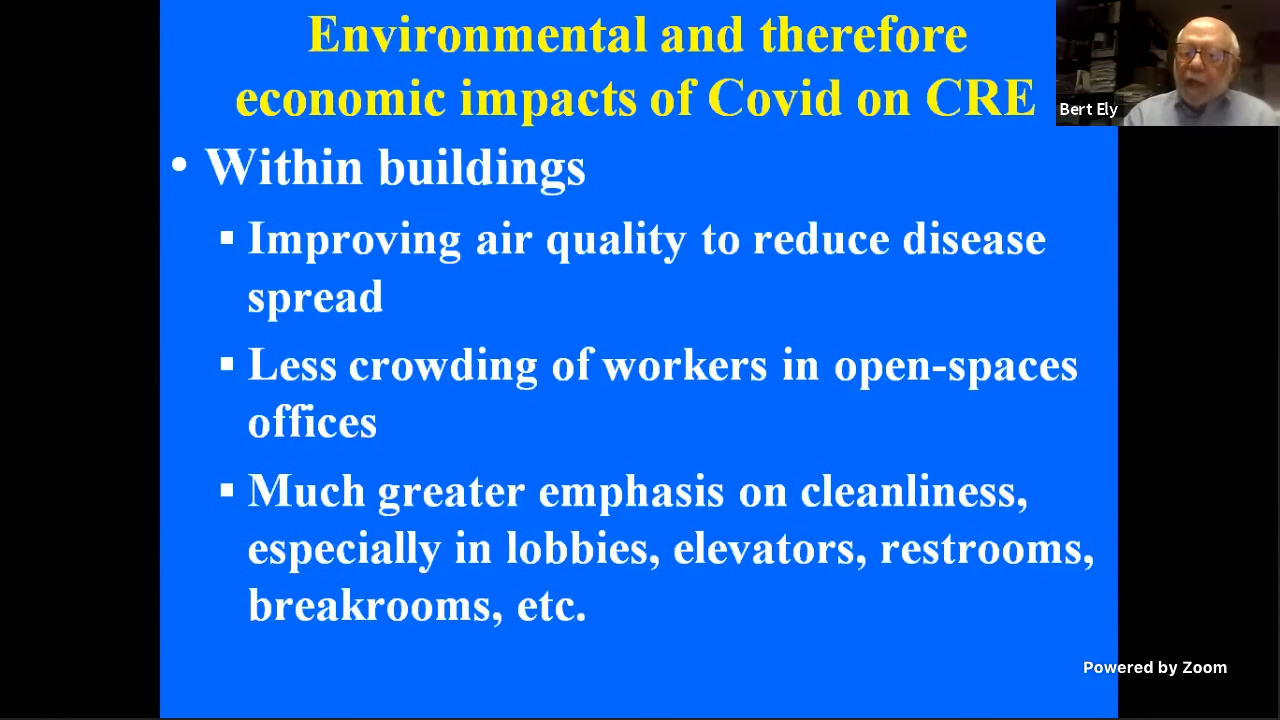 Environmental and therefore
economic impacts of Covid on CRE
Bert Ely
• Within buildings
▪ Improving air quality to reduce disease
spread
▪ Less crowding of workers in open-spaces
offices
▪ Much greater emphasis on cleanliness,
especially in lobbies, elevators, restrooms,
breakrooms, etc.
Powered by Zoom